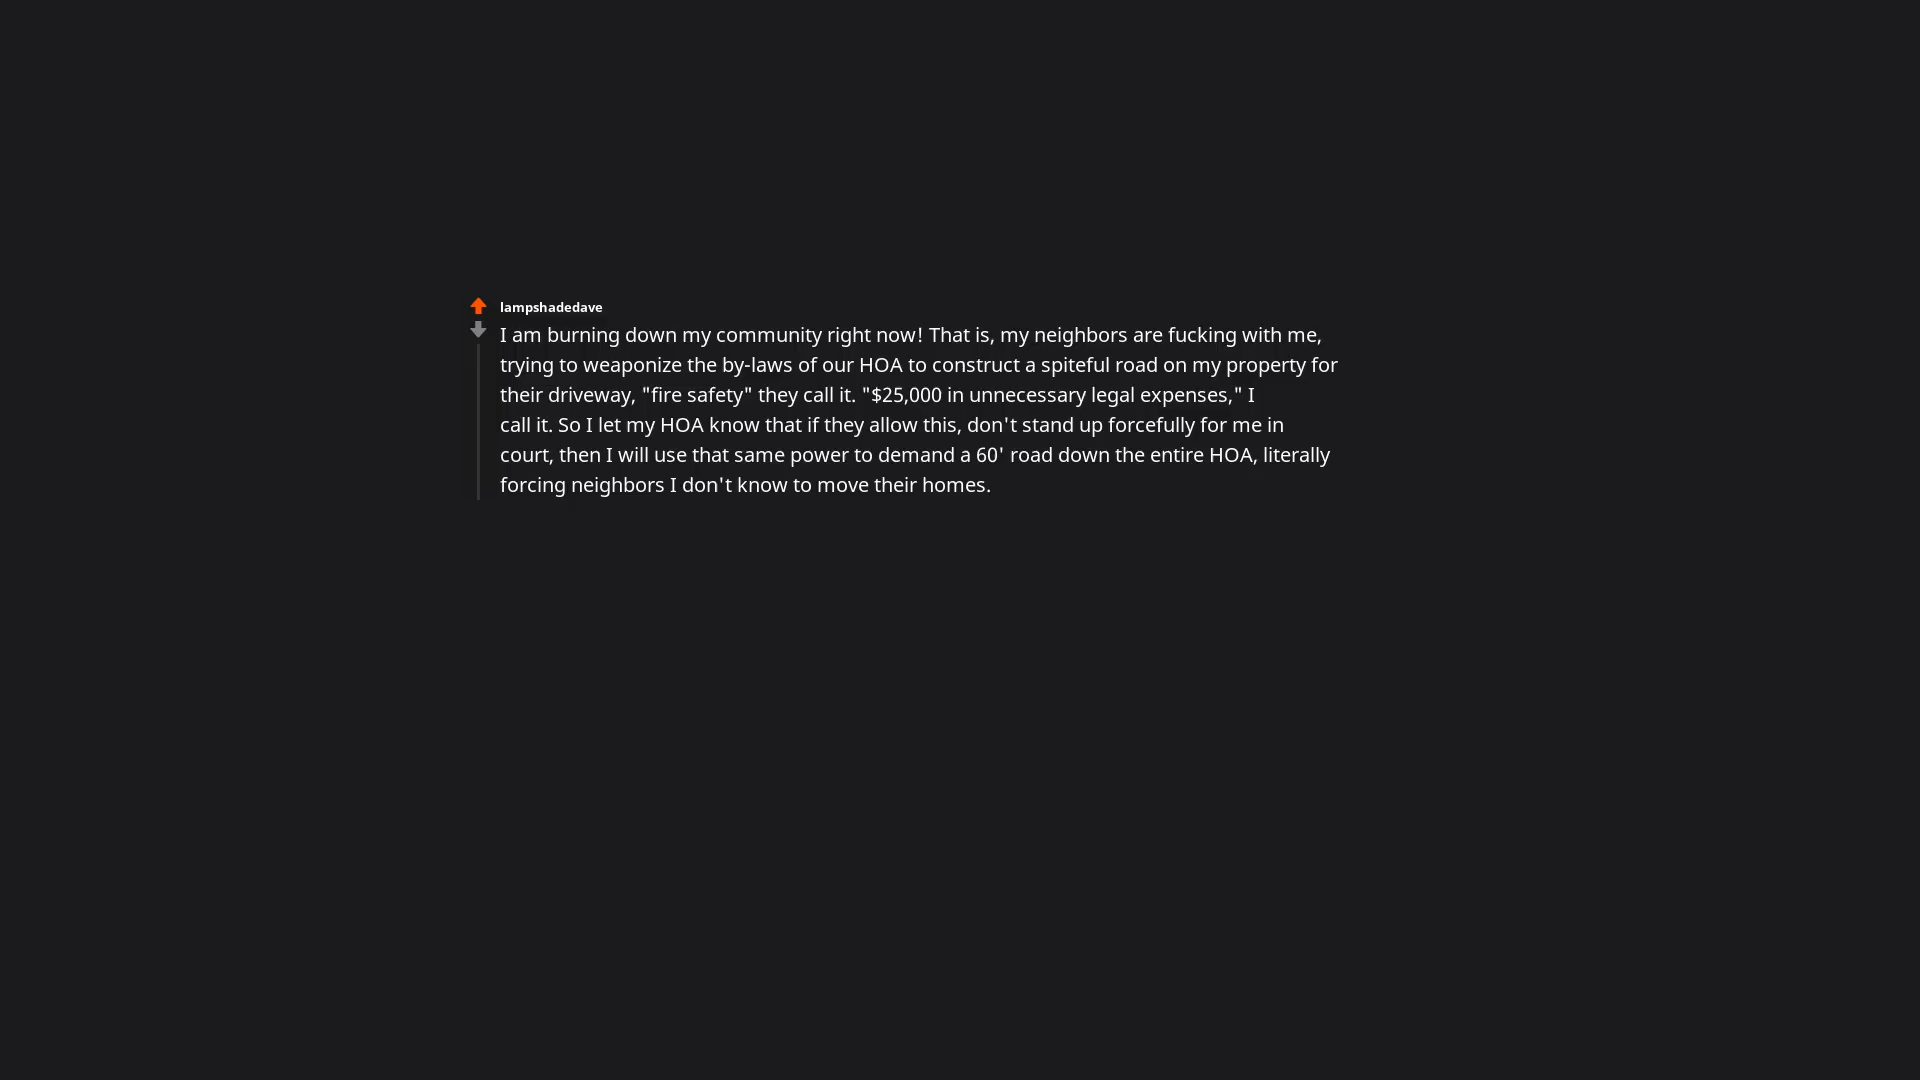 lampshadedave
I am burning down my community right now! That is, my neighbors are fucking with me,
trying to weaponize the by-laws of our HOA to construct a spiteful road on my property for
their driveway, "fire safety" they call it. "$25,000 in unnecessary legal expenses," I
call it. So I let my HOA know that if they allow this, don't stand up forcefully for me in
court, then I will use that same power to demand a 60' road down the entire HOA, literally
forcing neighbors I don't know to move their homes.